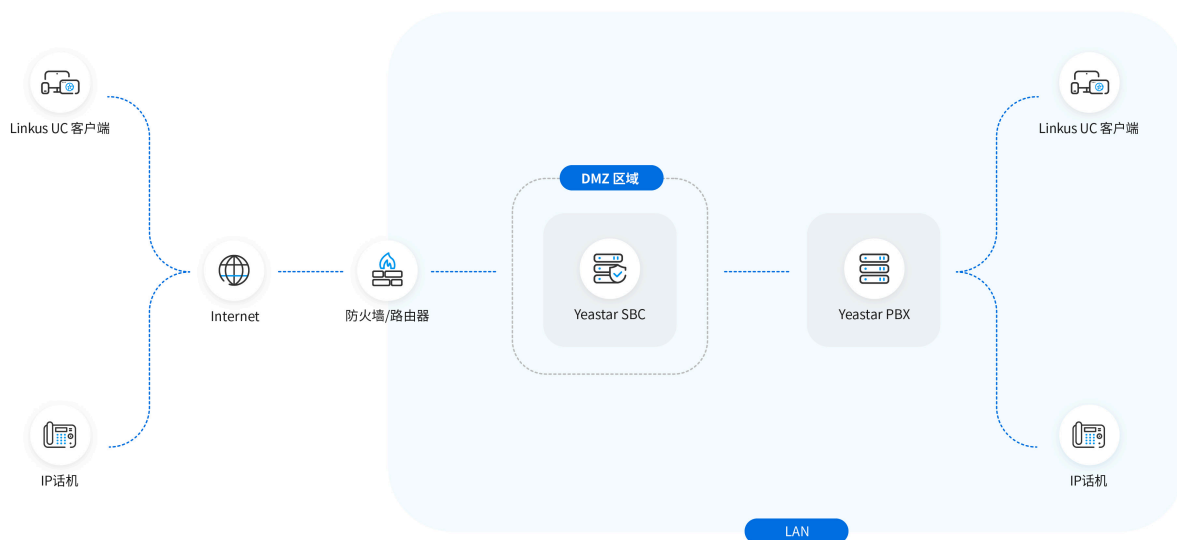 Linkus UC 客户端
Linkus UC 客户端
DMZ 区域
Internet
防火墙/路由器
Yeastar SBC
Yeastar PBX
IP话机
IP话机
LAN